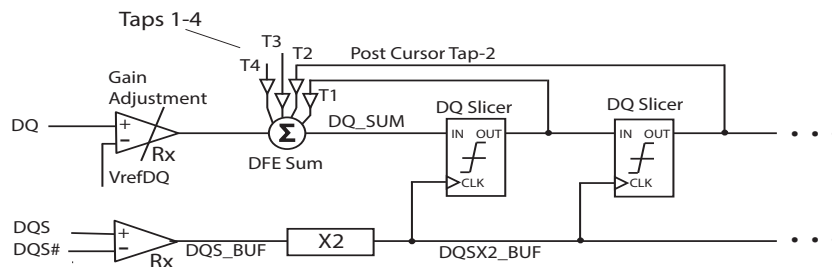 Taps 1-4
T3
T4
T2
Post Cursor Tap-2
T1
Gain
Adjustment
DQ Slicer
DQ Slicer
DQ
+
−
Rx
VrefDQ
Σ
DFE Sum
DQ_SUM
IN OUT
CLK
IN OUT
CLK
DQS
DQS#
+
−
Rx
DQS_BUF
X2
DQSX2_BUF